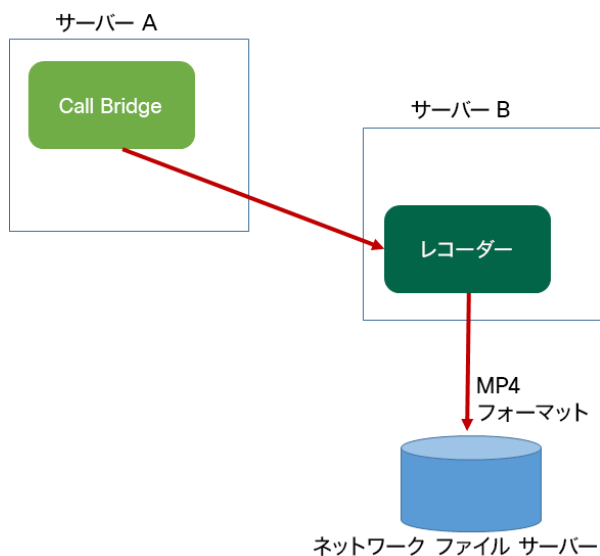 サーバー A
Call Bridge
サーバー B
レコーダー
MP4
フォーマット
ネットワーク ファイル サーバー